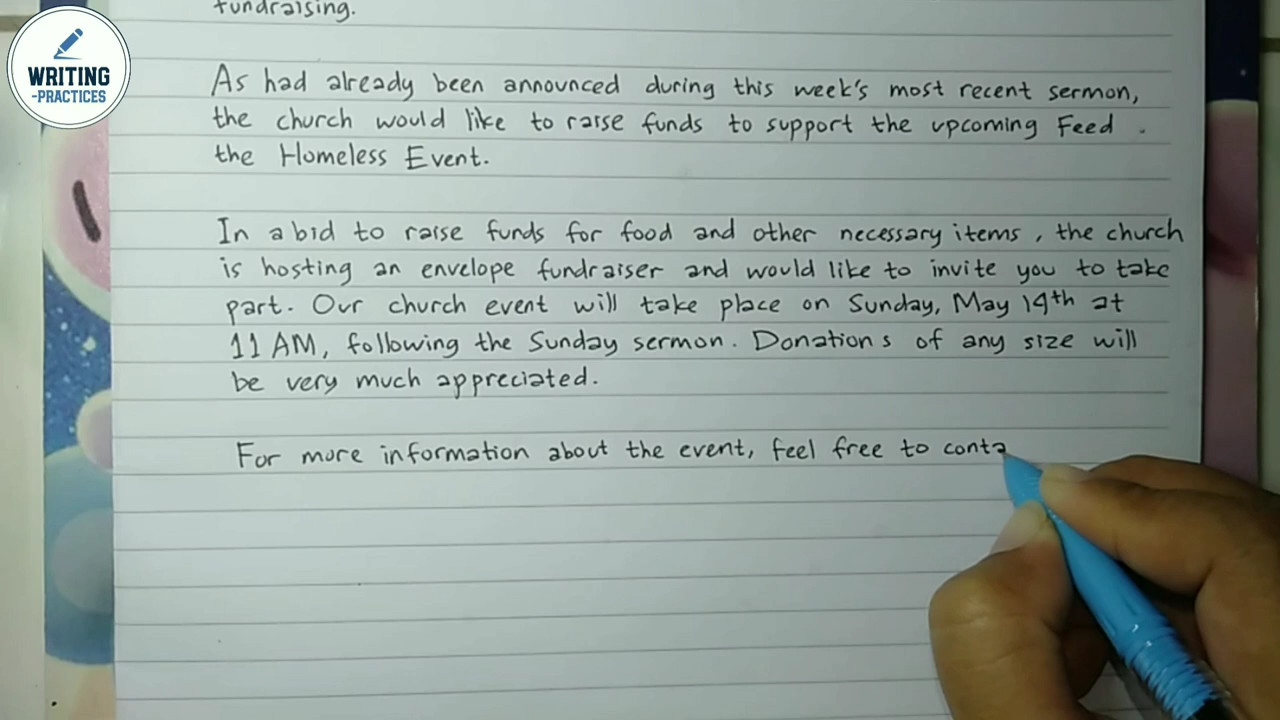 fundraising.
WRITING
-PRACTICES
As had already been announced during this week's most recent sermon,
the church would like to raise funds to support the upcoming Feed.
the Homeless Event.
In a bid to raise funds for food and other necessary items, the church
is hosting an envelope fundraiser and would like to invite you to take
part. Our church event will take place on Sunday, May 14th at
11 AM, following the Sunday sermon. Donations of any size will
be very much appreciated.
For more information about the event, feel free to conta